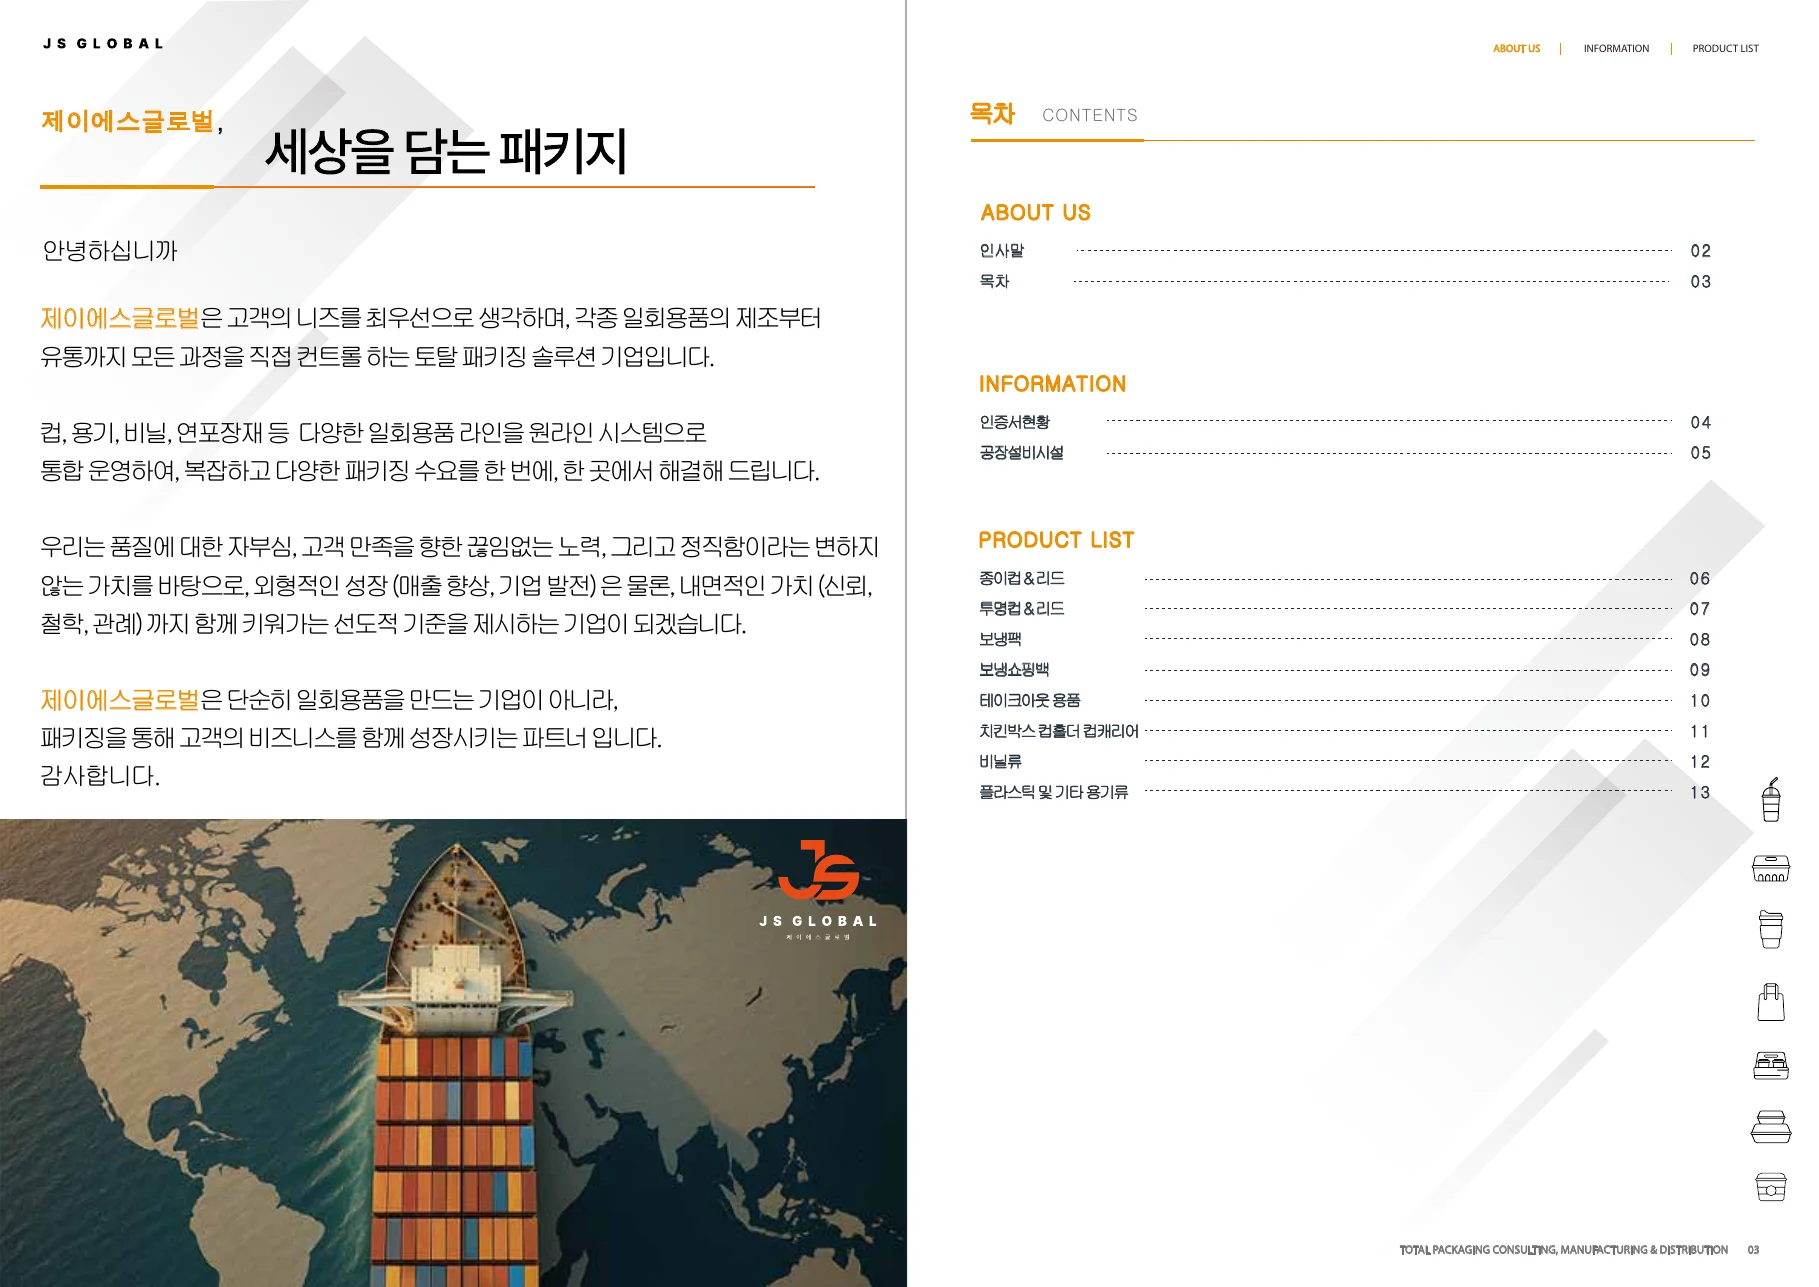 JS GLOBAL
제이에스글로벌,
세상을 담는 패키지
안녕하십니까
제이에스글로벌은 고객의 니즈를 최우선으로 생각하며, 각종 일회용품의 제조부터
유통까지 모든 과정을 직접 컨트롤 하는 토탈 패키징 솔루션 기업입니다.
컵, 용기, 비닐, 연포장재 등 다양한 일회용품 라인을 원라인 시스템으로
통합 운영하여, 복잡하고 다양한 패키징 수요를 한 번에, 한 곳에서 해결해 드립니다.
우리는 품질에 대한 자부심, 고객 만족을 향한 끊임없는 노력, 그리고 정직함이라는 변하지
않는 가치를 바탕으로, 외형적인 성장 (매출 향상, 기업 발전) 은 물론, 내면적인 가치 (신뢰,
철학, 관례) 까지 함께 키워가는 선도적 기준을 제시하는 기업이 되겠습니다.
제이에스글로벌은 단순히 일회용품을 만드는 기업이 아니라,
패키징을 통해 고객의 비즈니스를 함께 성장시키는 파트너 입니다.
감사합니다.
JS
JS GLOBAL
제이에스글로벌
ABOUT US | INFORMATION | PRODUCT LIST
목차 CONTENTS
ABOUT US
인사말 02
목차 03
INFORMATION
인증서현황 04
공장설비시설 05
PRODUCT LIST
종이컵 & 리드 06
투명컵 & 리드 07
보냉팩 08
보냉쇼핑백 09
테이크아웃 용품 10
치킨박스 컵홀더 컵캐리어 11
비닐류 12
플라스틱 및 기타 용기류 13
TOTAL PACKAGING CONSULTING, MANUFACTURING & DISTRIBUTION 03